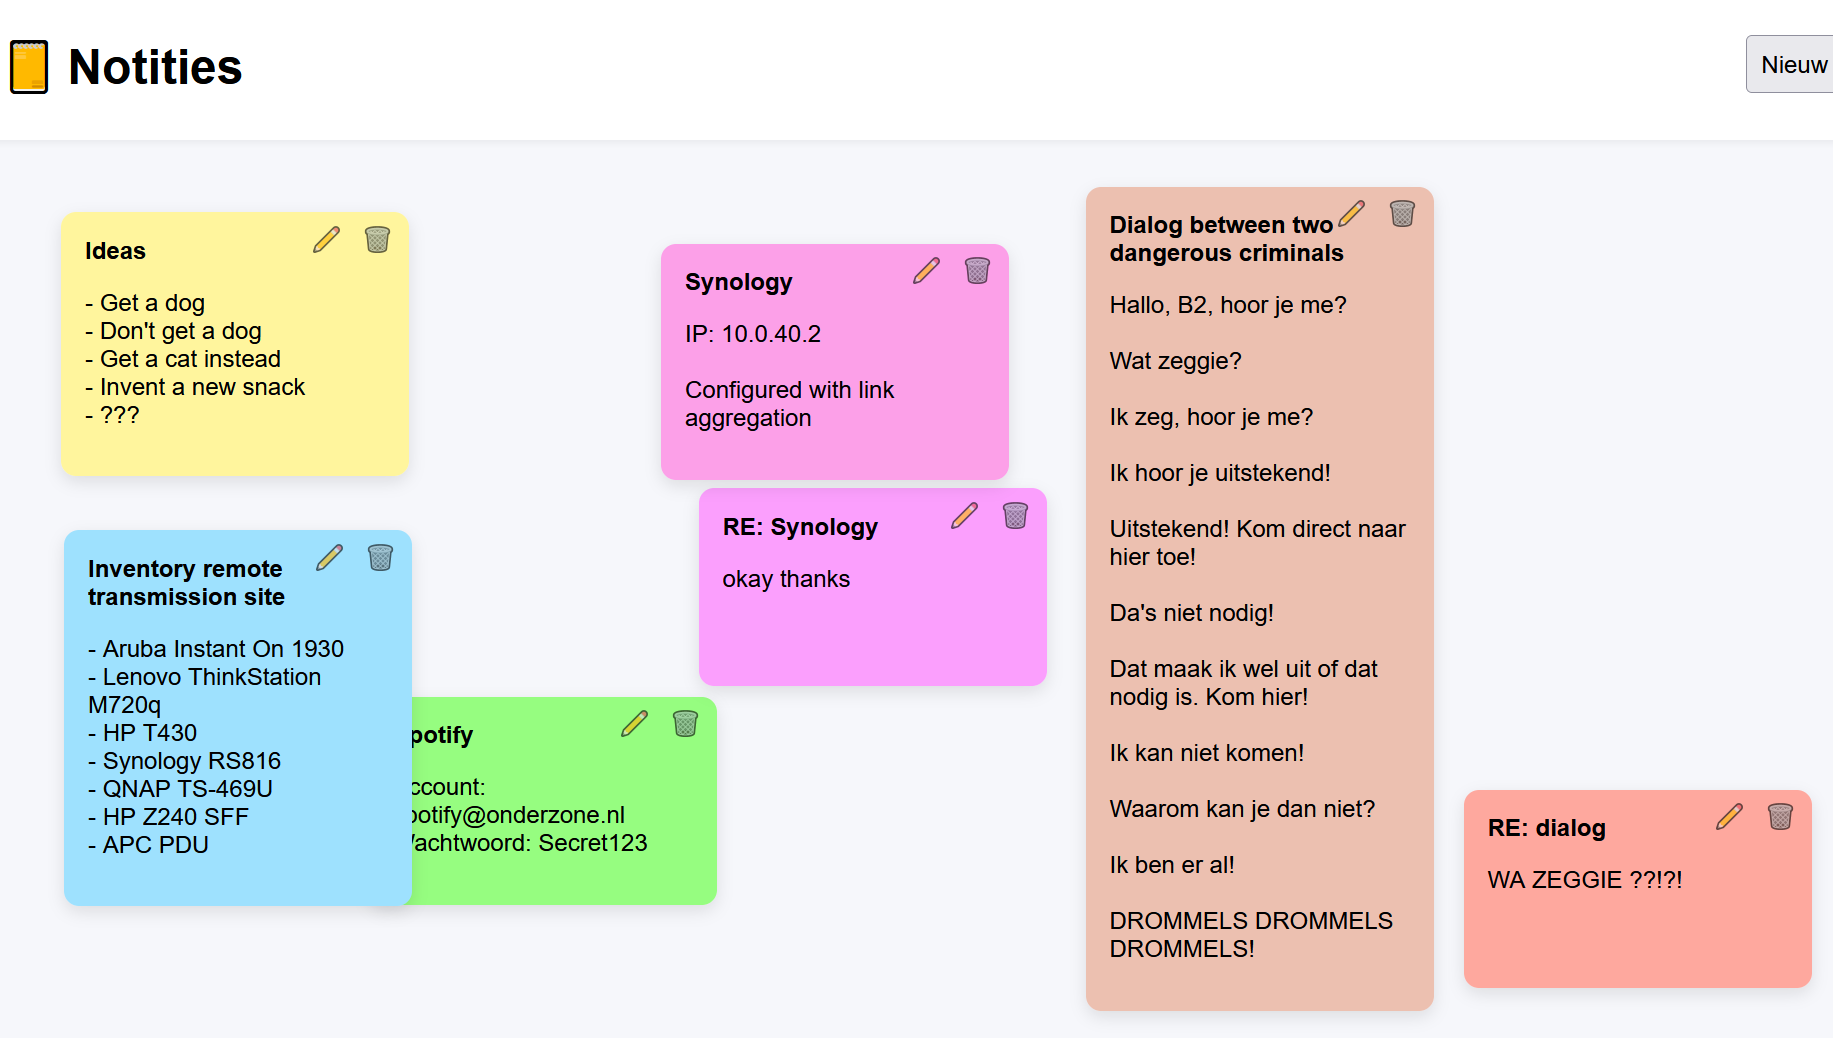 Notities
Nieuw
Ideas
- Get a dog
- Don't get a dog
- Get a cat instead
- Invent a new snack
- ???
Inventory remote
transmission site
- Aruba Instant On 1930
- Lenovo ThinkStation
M720q
- HP T430
- Synology RS816
- QNAP TS-469U
- HP Z240 SFF
- APC PDU
potify
ccount:
potify@onderzone.nl
achtwoord: Secret123
Synology
IP: 10.0.40.2
Configured with link
aggregation
RE: Synology
okay thanks
Dialog between two
dangerous criminals
Hallo, B2, hoor je me?
Wat zeggie?
Ik zeg, hoor je me?
Ik hoor je uitstekend!
Uitstekend! Kom direct naar
hier toe!
Da's niet nodig!
Dat maak ik wel uit of dat
nodig is. Kom hier!
Ik kan niet komen!
Waarom kan je dan niet?
Ik ben er al!
DROMMELS DROMMELS
DROMMELS!
RE: dialog
WA ZEGGIE ??!?!